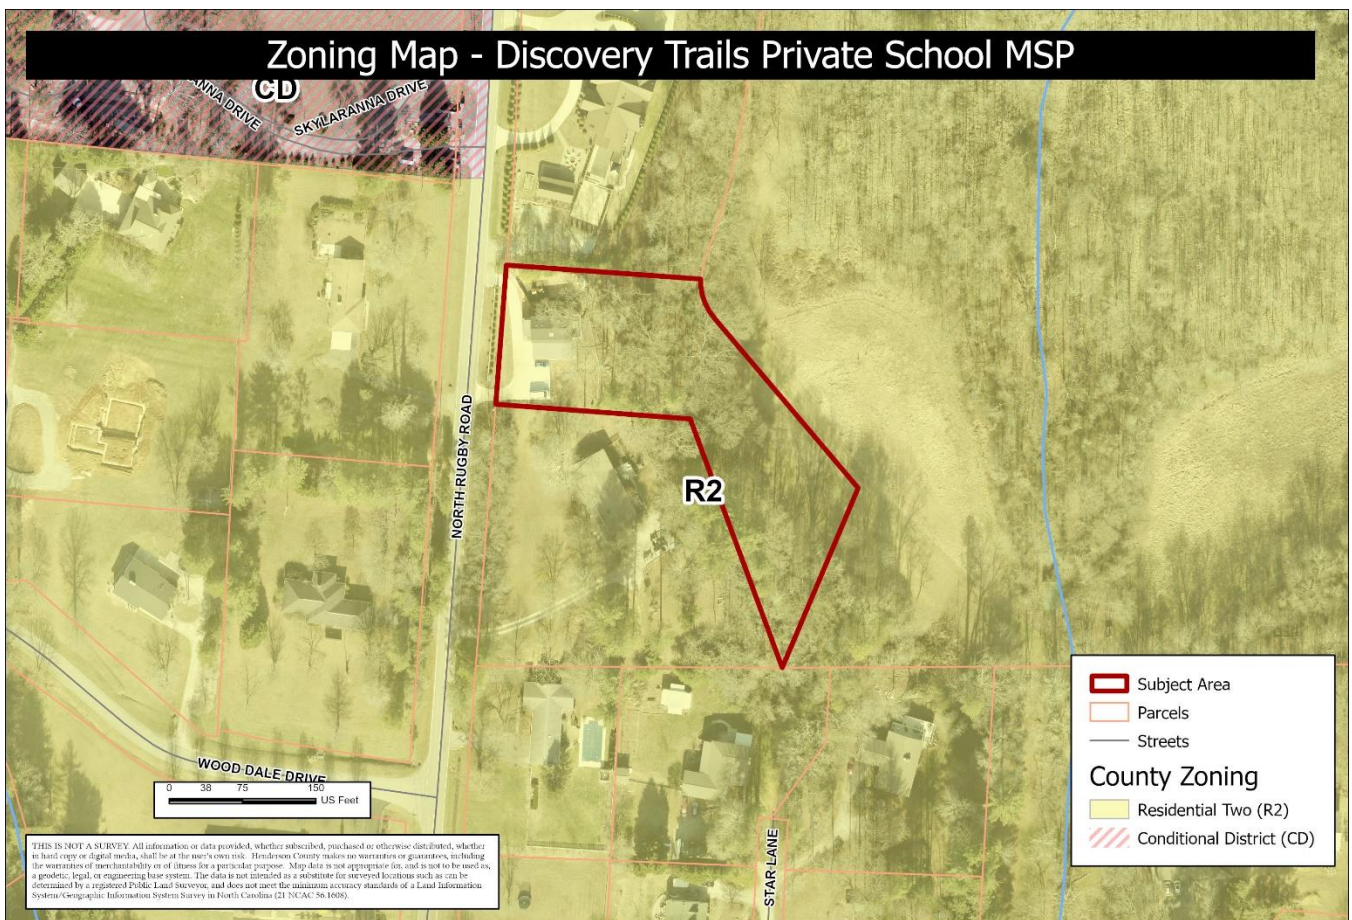 Zoning Map - Discovery Trails Private School MSP
CD
ANNA DRIVE
SKYLARANNA DRIVE
NORTH RUGBY ROAD
R2
WOOD DALE DRIVE
STAR LANE
0 38 75 150
US Feet
Subject Area
Parcels
Streets
County Zoning
Residential Two (R2)
Conditional District (CD)
THIS IS NOT A SURVEY. All information or data provided, whether subscribed, purchased or otherwise distributed, whether
in hard copy or digital media, shall be at the user's own risk. Henderson County makes no warranties or guarantees, including
the warranties of merchantability or of fitness for a particular purpose. Map data is not appropriate for, and is not to be used as,
a geodetic, legal, or engineering base system. The data is not intended as a substitute for surveyed locations such as can be
determined by a registered Public Land Surveyor, and does not meet the minimum accuracy standards of a Land Information
System/Geographic Information System Survey in North Carolina (21 NCAC 56.1608).